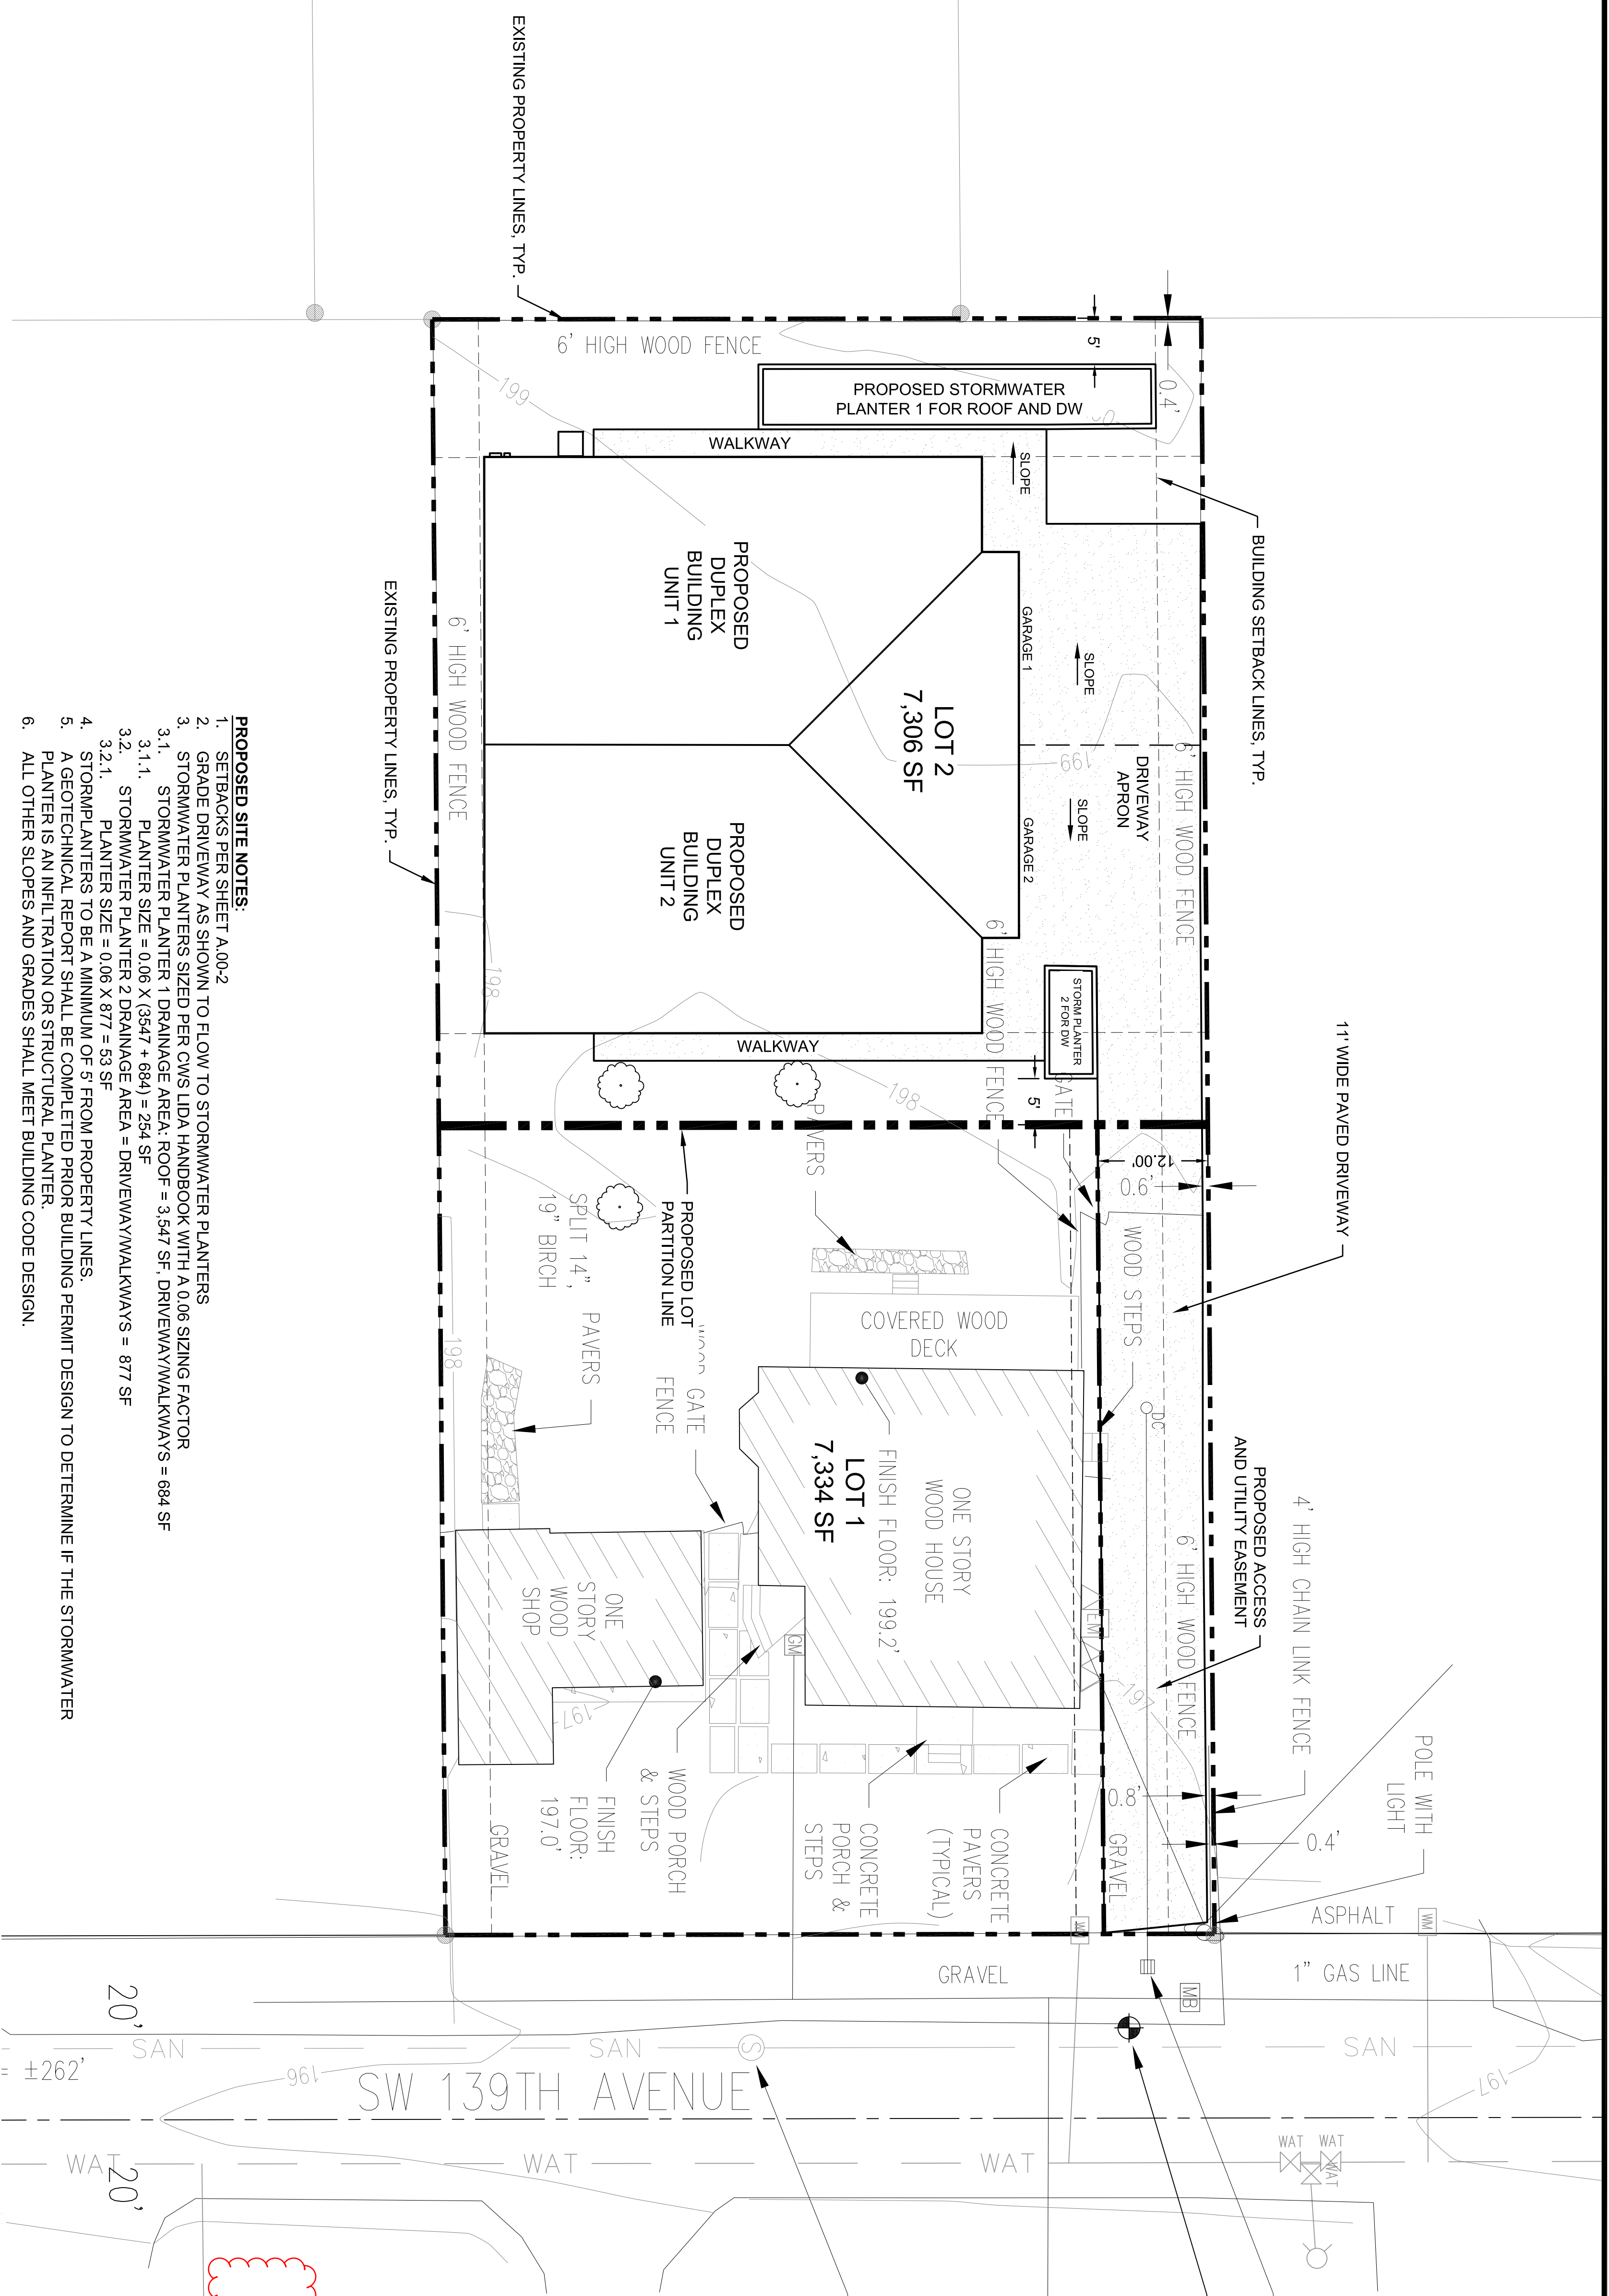 EXISTING PROPERTY LINES, TYP.
6' HIGH WOOD FENCE
5'
0.4'
199
PROPOSED STORMWATER
PLANTER 1 FOR ROOF AND DW
WALKWAY
SLOPE
BUILDING SETBACK LINES, TYP.
PROPOSED
DUPLEX
BUILDING
UNIT 1
GARAGE 1
SLOPE
LOT 2
7,306 SF
6' HIGH WOOD FENCE
EXISTING PROPERTY LINES, TYP.
199
DRIVEWAY
APRON
6' HIGH WOOD FENCE
SLOPE
GARAGE 2
PROPOSED
DUPLEX
BUILDING
UNIT 2
6' HIGH WOOD FENCE
198
STORM PLANTER
2 FOR DW
WALKWAY
11' WIDE PAVED DRIVEWAY
GATE
5'
198
PAVERS
12.00'
0.6'
PROPOSED LOT
PARTITION LINE
SPLIT 14",
19" BIRCH
WOOD STEPS
COVERED WOOD
DECK
198
PAVERS
WOOD GATE
FENCE
DC
PROPOSED ACCESS
AND UTILITY EASEMENT
4' HIGH CHAIN LINK FENCE
6' HIGH WOOD FENCE
LOT 1
7,334 SF
FINISH FLOOR: 199.2'
ONE STORY
WOOD HOUSE
EM
GM
197
ONE
STORY
WOOD
SHOP
197
WOOD PORCH
& STEPS
FINISH
FLOOR:
197.0'
CONCRETE
PORCH &
STEPS
CONCRETE
PAVERS
(TYPICAL)
GRAVEL
GRAVEL
0.8'
0.4'
POLE WITH
LIGHT
ASPHALT
WM
WM
GRAVEL
1" GAS LINE
MB
SAN
SAN
SAN
S
20'
= ±262'
196
SW 139TH AVENUE
197
WAT
WAT
WAT
WAT
WAT
WAT
20'
PROPOSED SITE NOTES:
1. SETBACKS PER SHEET A.00-2
2. GRADE DRIVEWAY AS SHOWN TO FLOW TO STORMWATER PLANTERS
3. STORMWATER PLANTERS SIZED PER CWS LIDA HANDBOOK WITH A 0.06 SIZING FACTOR
3.1. STORMWATER PLANTER 1 DRAINAGE AREA: ROOF = 3,547 SF, DRIVEWAY/WALKWAYS = 684 SF
3.1.1. PLANTER SIZE = 0.06 X (3547 + 684) = 254 SF
3.2. STORMWATER PLANTER 2 DRAINAGE AREA = DRIVEWAY/WALKWAYS = 877 SF
3.2.1. PLANTER SIZE = 0.06 X 877 = 53 SF
4. STORMPLANTERS TO BE A MINIMUM OF 5' FROM PROPERTY LINES.
5. A GEOTECHNICAL REPORT SHALL BE COMPLETED PRIOR BUILDING PERMIT DESIGN TO DETERMINE IF THE STORMWATER
PLANTER IS AN INFILTRATION OR STRUCTURAL PLANTER.
6. ALL OTHER SLOPES AND GRADES SHALL MEET BUILDING CODE DESIGN.